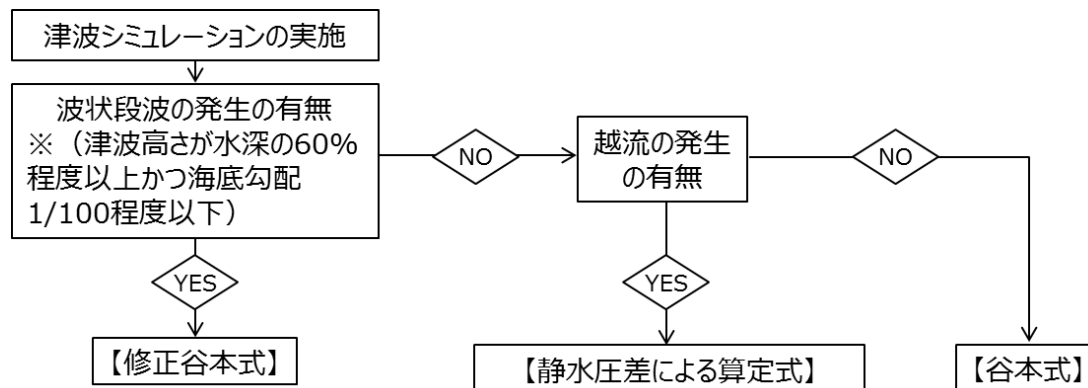 津波シミュレーションの実施
波状段波の発生の有無
※（津波高さが水深の60%
程度以上かつ海底勾配
1/100程度以下）
NO
越流の発生
の有無
NO
YES
YES
【修正谷本式】
【静水圧差による算定式】
【谷本式】